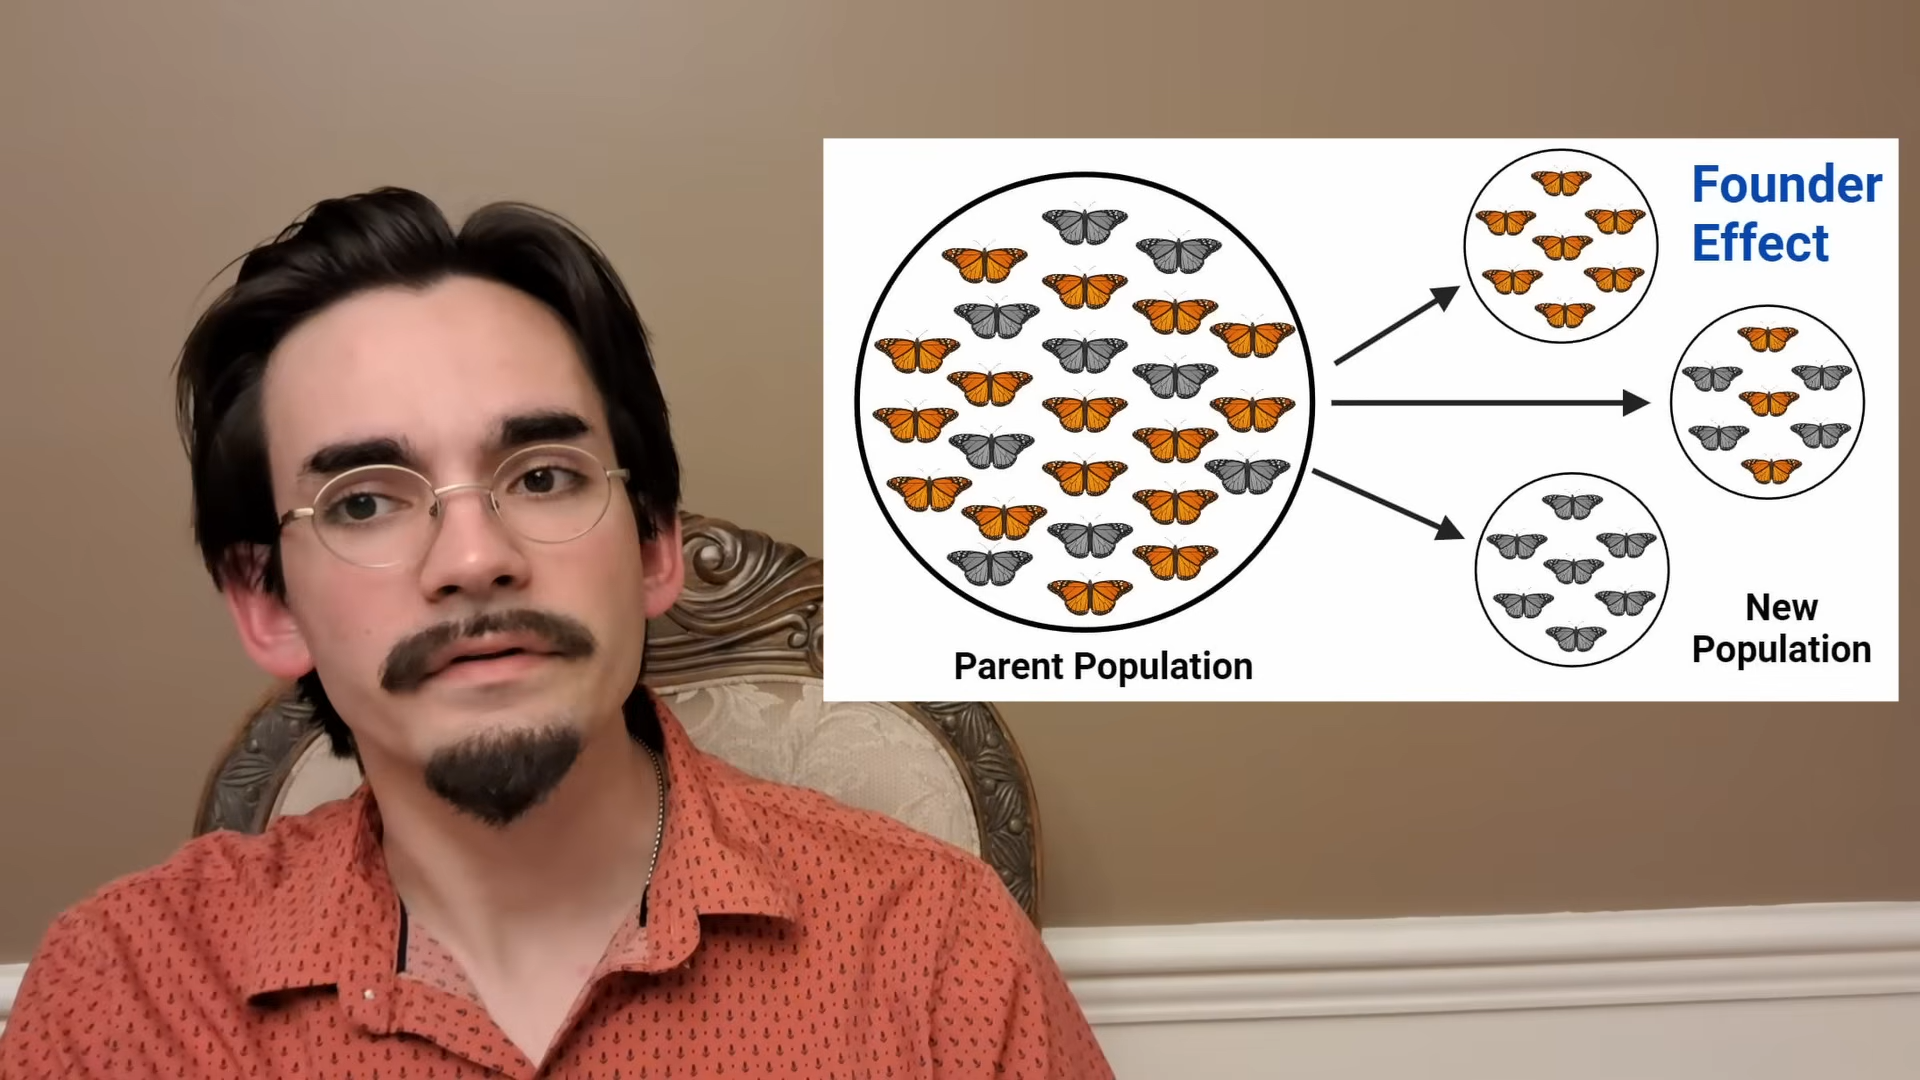 Founder
Effect
Parent Population
New
Population